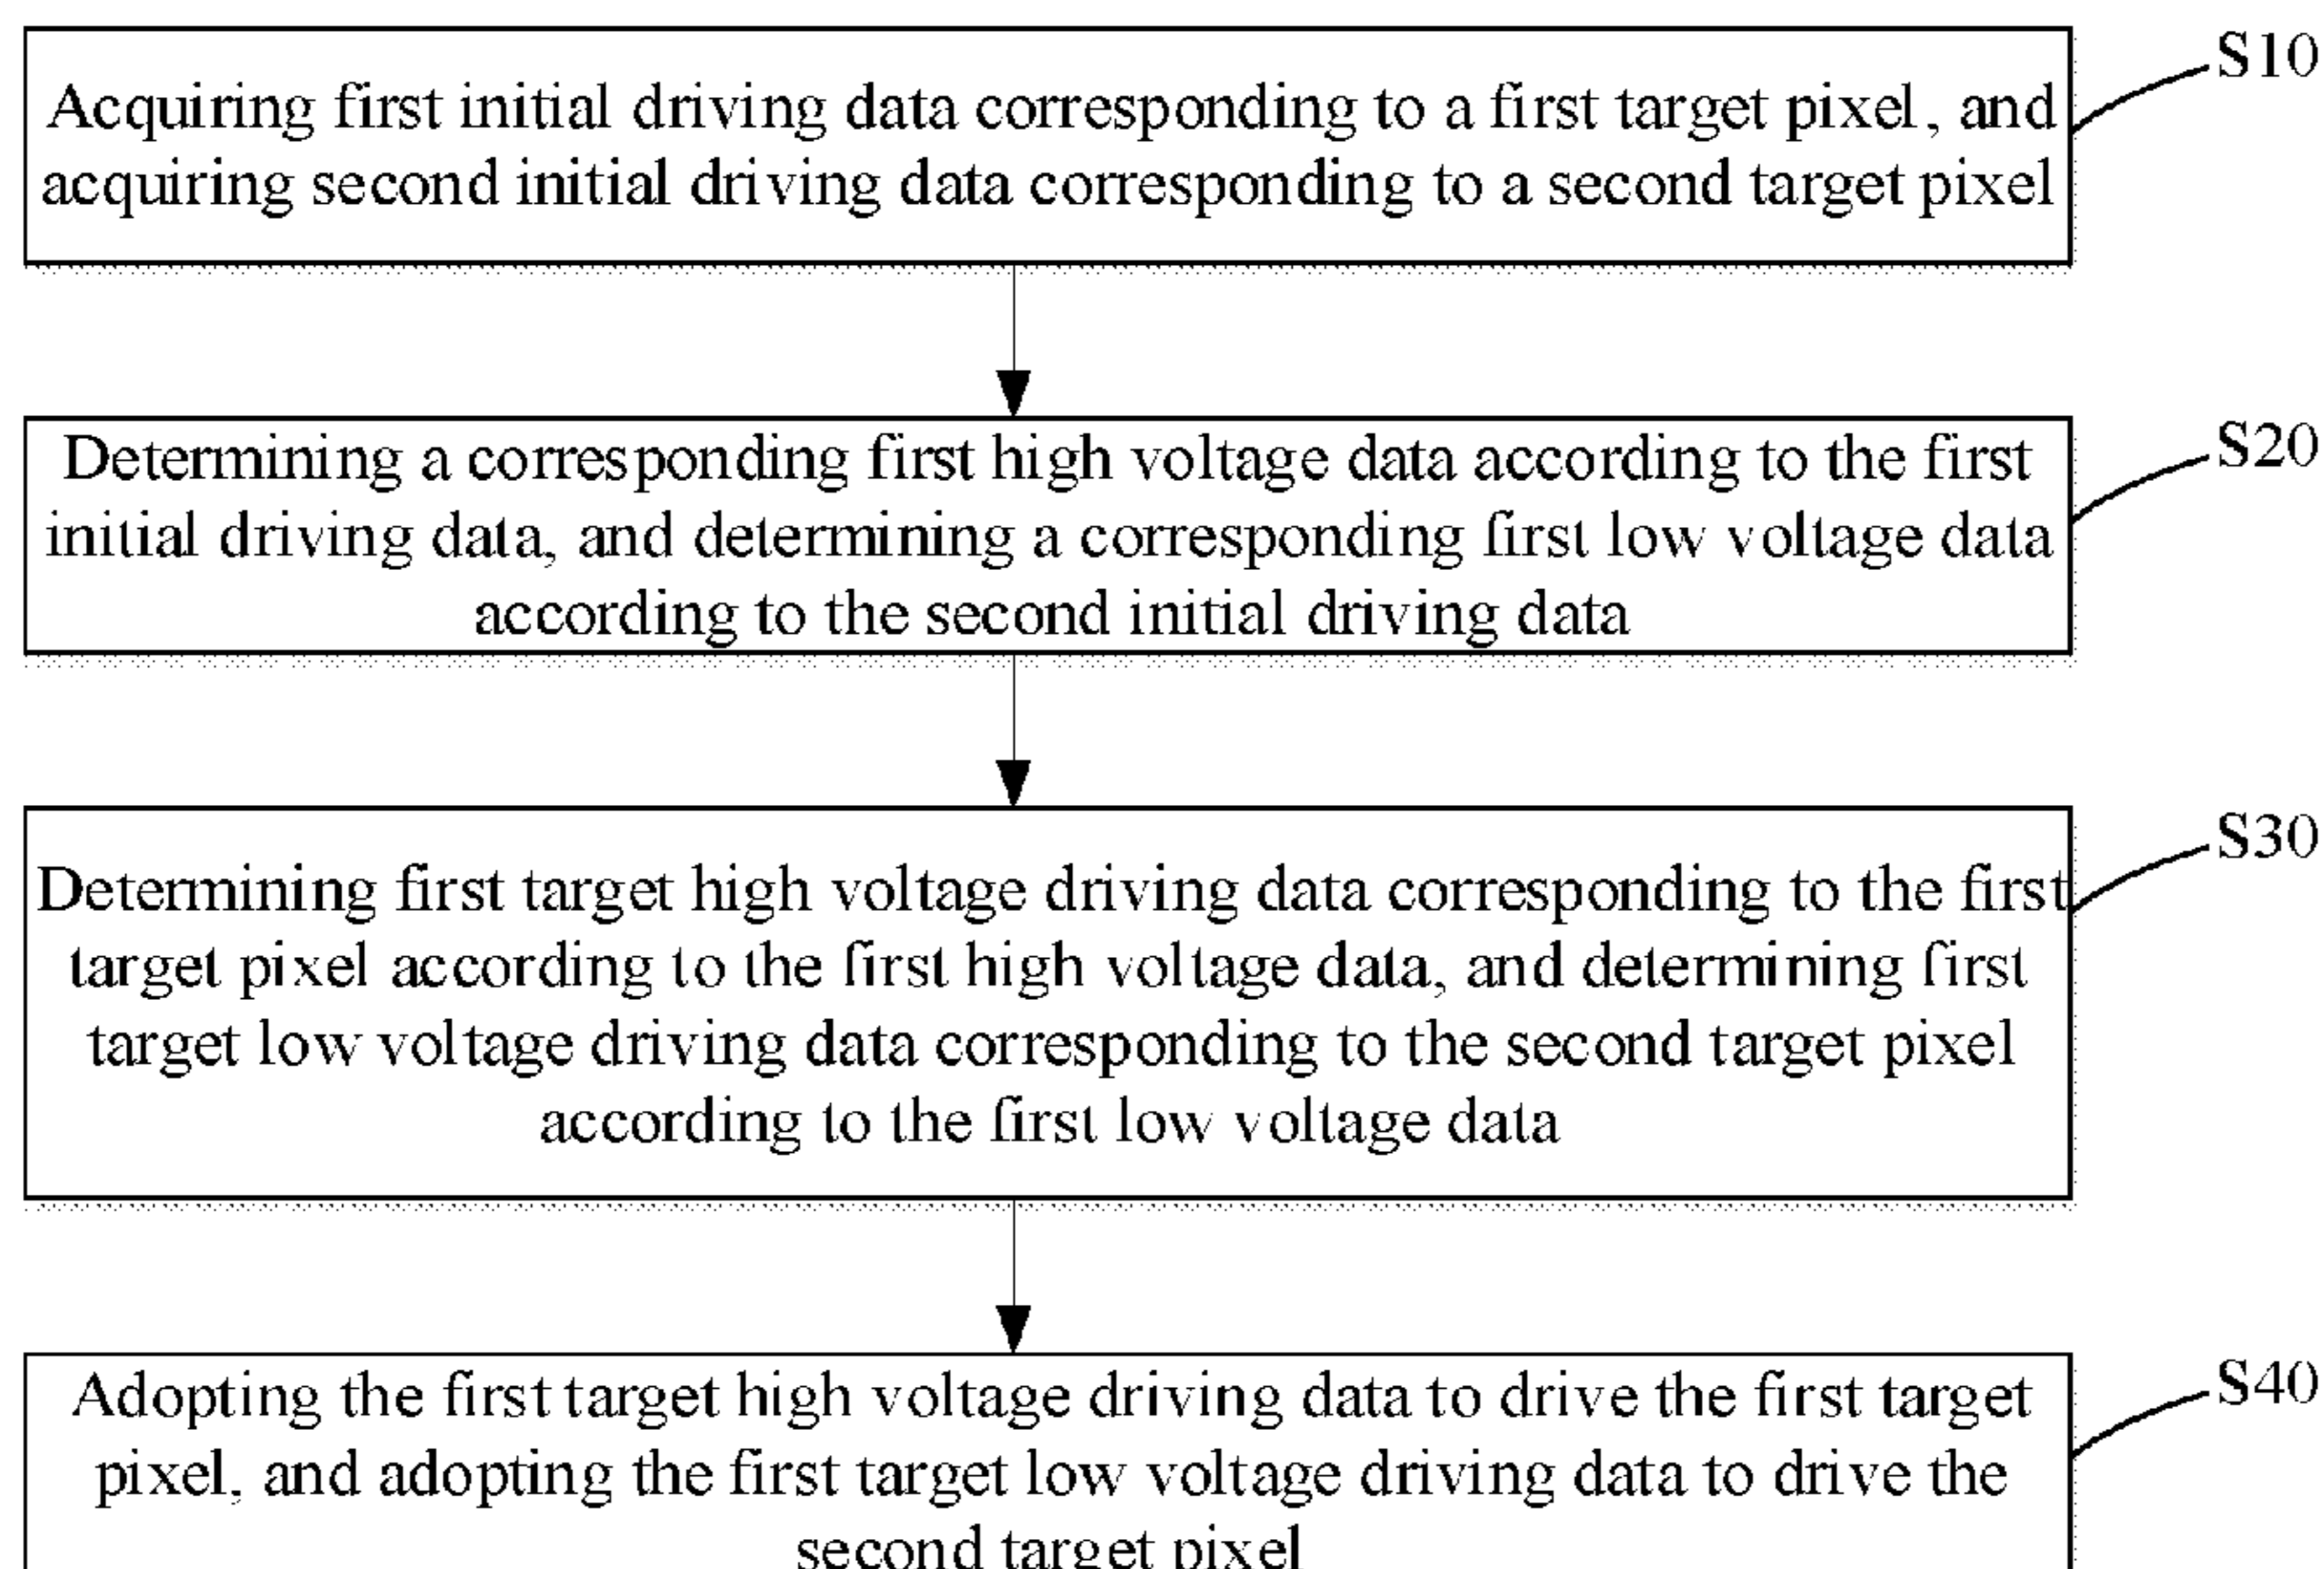 Acquiring first initial driving data corresponding to a first target pixel, and
acquiring second initial driving data corresponding to a second target pixel
S10
Determining a corresponding first high voltage data according to the first
initial driving data, and determining a corresponding first low voltage data
according to the second initial driving data
S20
Determining first target high voltage driving data corresponding to the first
target pixel according to the first high voltage data, and determining first
target low voltage driving data corresponding to the second target pixel
according to the first low voltage data
S30
Adopting the first target high voltage driving data to drive the first target
pixel, and adopting the first target low voltage driving data to drive the
second target pixel
S40